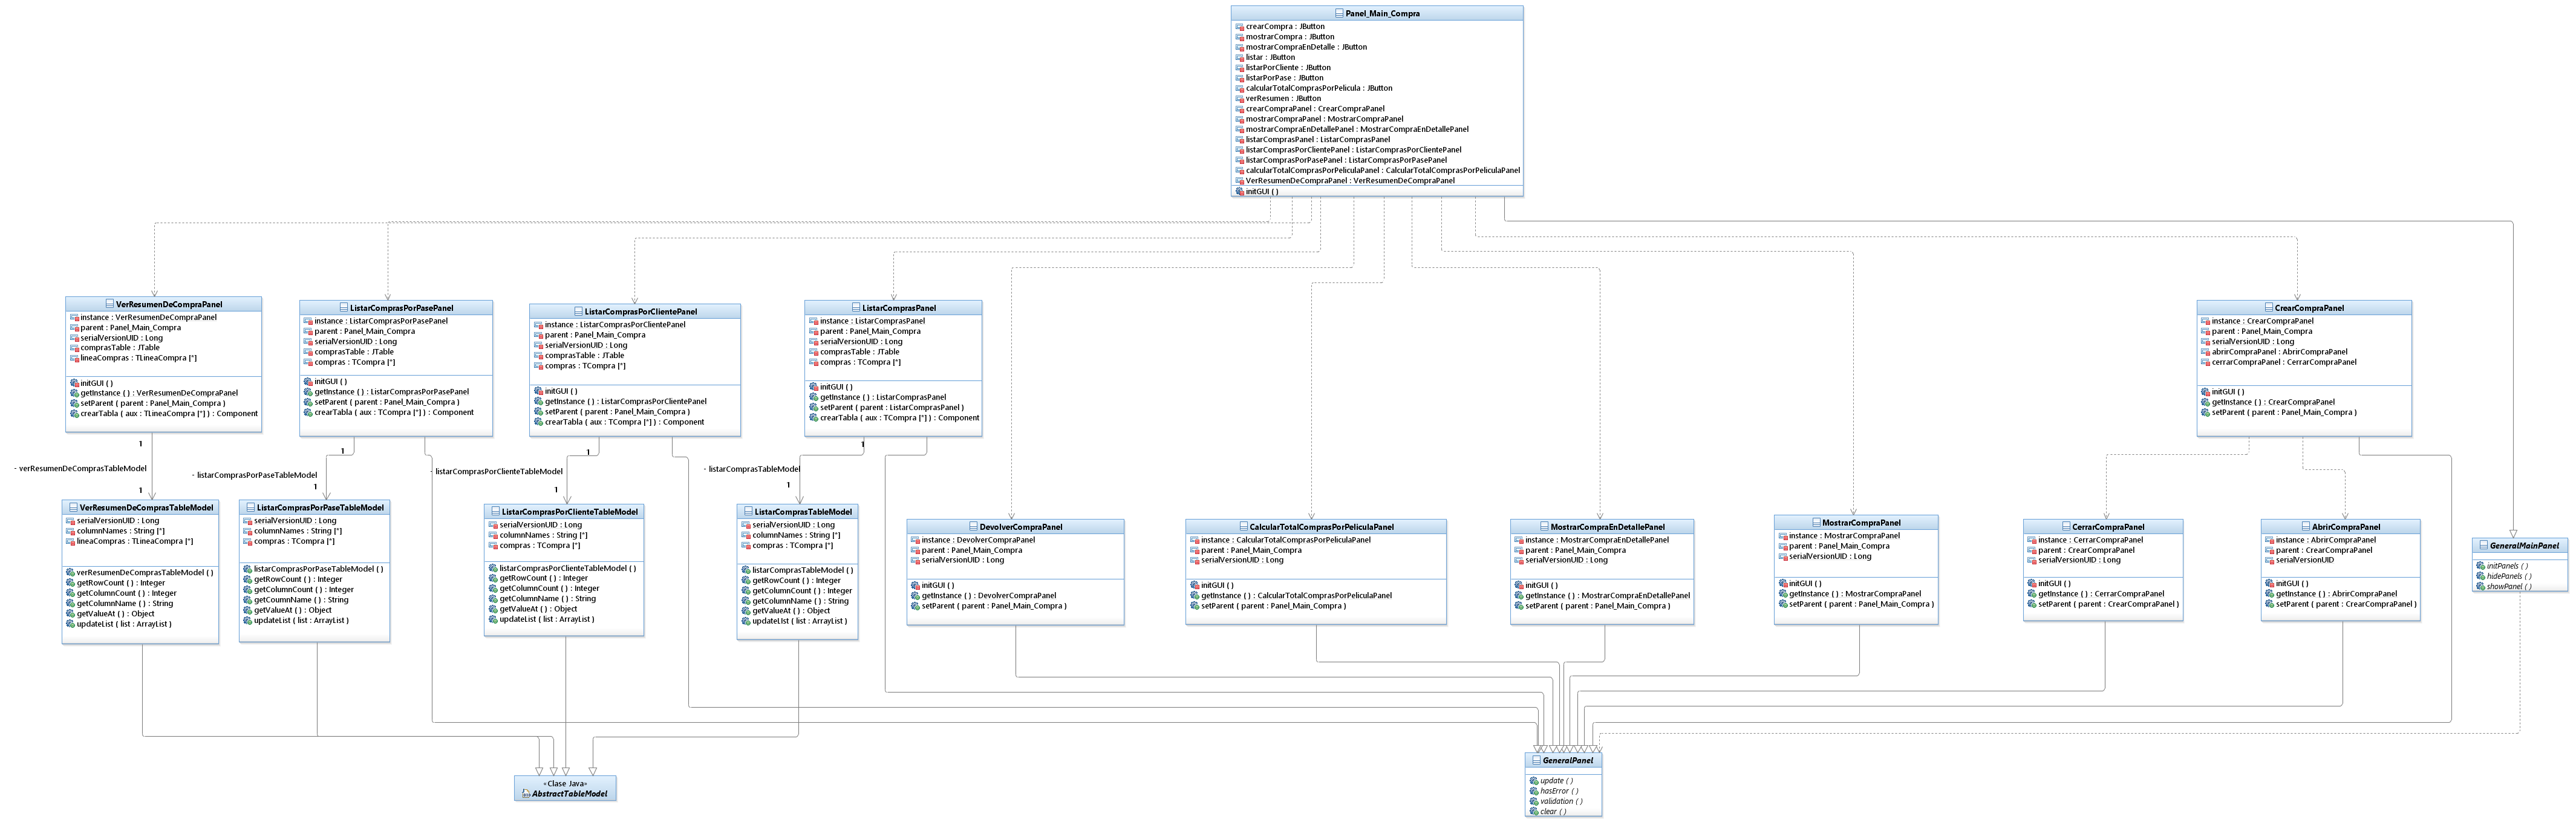 Panel_Main_Compra
crearCompra : JButton
mostrarCompra : JButton
mostrarCompraEnDetalle : JButton
listar : JButton
listarPorCliente : JButton
listarPorPase : JButton
calcularTotalComprasPorPelicula : JButton
verResumen : JButton
crearCompraPanel : CrearCompraPanel
mostrarCompraPanel : MostrarCompraPanel
mostrarCompraEnDetallePanel : MostrarCompraEnDetallePanel
listarComprasPanel : ListarComprasPanel
listarComprasPorClientePanel : ListarComprasPorClientePanel
listarComprasPorPasePanel : ListarComprasPorPasePanel
calcularTotalComprasPorPeliculaPanel : CalcularTotalComprasPorPeliculaPanel
VerResumenDeCompraPanel : VerResumenDeCompraPanel
initGUI ( )
VerResumenDeCompraPanel
instance : VerResumenDeCompraPanel
parent : Panel_Main_Compra
serialVersionUID : Long
comprasTable : JTable
lineaCompras : TLineaCompra [*]
initGUI ( )
getInstance ( ) : VerResumenDeCompraPanel
setParent ( parent : Panel_Main_Compra )
crearTabla ( aux : TLineaCompra [*] ) : Component
ListarComprasPorPasePanel
instance : ListarComprasPorPasePanel
parent : Panel_Main_Compra
serialVersionUID : Long
comprasTable : JTable
compras : TCompra [*]
initGUI ( )
getInstance ( ) : ListarComprasPorPasePanel
setParent ( parent : Panel_Main_Compra )
crearTabla ( aux : TCompra [*] ) : Component
ListarComprasPorClientePanel
instance : ListarComprasPorClientePanel
parent : Panel_Main_Compra
serialVersionUID : Long
comprasTable : JTable
compras : TCompra [*]
initGUI ( )
getInstance ( ) : ListarComprasPorClientePanel
setParent ( parent : Panel_Main_Compra )
crearTabla ( aux : TCompra [*] ) : Component
ListarComprasPanel
instance : ListarComprasPanel
parent : Panel_Main_Compra
serialVersionUID : Long
comprasTable : JTable
compras : TCompra [*]
initGUI ( )
getInstance ( ) : ListarComprasPanel
setParent ( parent : ListarComprasPanel )
crearTabla ( aux : TCompra [*] ) : Component
CrearCompraPanel
instance : CrearCompraPanel
parent : Panel_Main_Compra
serialVersionUID : Long
abrirCompraPanel : AbrirCompraPanel
cerrarCompraPanel : CerrarCompraPanel
initGUI ( )
getInstance ( ) : CrearCompraPanel
setParent ( parent : Panel_Main_Compra )
1
- verResumenDeComprasTableModel
1
1
- listarComprasPorPaseTableModel
1
1
- listarComprasPorClienteTableModel
1
1
- listarComprasTableModel
1
VerResumenDeComprasTableModel
serialVersionUID : Long
columnNames : String [*]
lineaCompras : TLineaCompra [*]
verResumenDeComprasTableModel ( )
getRowCount ( ) : Integer
getColumnCount ( ) : Integer
getColumnName ( ) : String
getValueAt ( ) : Object
updateList ( list : ArrayList )
ListarComprasPorPaseTableModel
serialVersionUID : Long
columnNames : String [*]
compras : TCompra [*]
listarComprasPorPaseTableModel ( )
getRowCount ( ) : Integer
getColumnCount ( ) : Integer
getCoumnName ( ) : String
getValueAt ( ) : Object
updateList ( list : ArrayList )
ListarComprasPorClienteTableModel
serialVersionUID : Long
columnNames : String [*]
compras : TCompra [*]
listarComprasPorClienteTableModel ( )
getRowCount ( ) : Integer
getColumnCount ( ) : Integer
getColumnName ( ) : String
getValueAt ( ) : Object
updateList ( list : ArrayList )
ListarComprasTableModel
serialVersionUID : Long
columnNames : String [*]
compras : TCompra [*]
listarComprasTableModel ( )
getRowCount ( ) : Integer
getColumnCount ( ) : Integer
getColumnName ( ) : String
getValueAt ( ) : Object
updateLIst ( list : ArrayList )
DevolverCompraPanel
instance : DevolverCompraPanel
parent : Panel_Main_Compra
serialVersionUID : Long
initGUI ( )
getInstance ( ) : DevolverCompraPanel
setParent ( parent : Panel_Main_Compra )
CalcularTotalComprasPorPeliculaPanel
instance : CalcularTotalComprasPorPeliculaPanel
parent : Panel_Main_Compra
serialVersionUID : Long
initGUI ( )
getInstance ( ) : CalcularTotalComprasPorPeliculaPanel
setParent ( parent : Panel_Main_Compra )
MostrarCompraEnDetallePanel
instance : MostrarCompraEnDetallePanel
parent : Panel_Main_Compra
serialVersionUID : Long
initGUI ( )
getInstance ( ) : MostrarCompraEnDetallePanel
setParent ( parent : Panel_Main_Compra )
MostrarCompraPanel
instance : MostrarCompraPanel
parent : Panel_Main_Compra
serialVersionUID : Long
initGUI ( )
getInstance ( ) : MostrarCompraPanel
setParent ( parent : Panel_Main_Compra )
CerrarCompraPanel
instance : CerrarCompraPanel
parent : CrearCompraPanel
serialVersionUID : Long
initGUI ( )
getInstance ( ) : CerrarCompraPanel
setParent ( parent : CrearCompraPanel )
AbrirCompraPanel
instance : AbrirCompraPanel
parent : CrearCompraPanel
serialVersionUID
initGUI ( )
getInstance ( ) : AbrirCompraPanel
setParent ( parent : CrearCompraPanel )
GeneralMainPanel
initPanels ( )
hidePanels ( )
showPanel ( )
«Clase Java»
AbstractTableModel
GeneralPanel
update ( )
hasError ( )
validation ( )
clear ( )